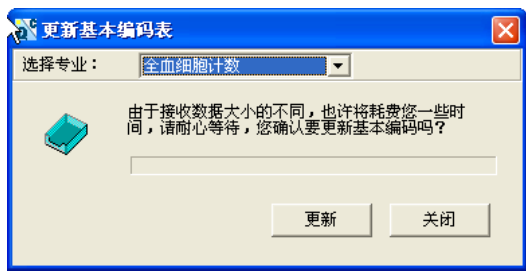 更新基本编码表
选择专业： 全血细胞计数
由于接收数据大小的不同，也许将耗费您一些时
间，请耐心等待，您确认要更新基本编码吗？
更新 关闭